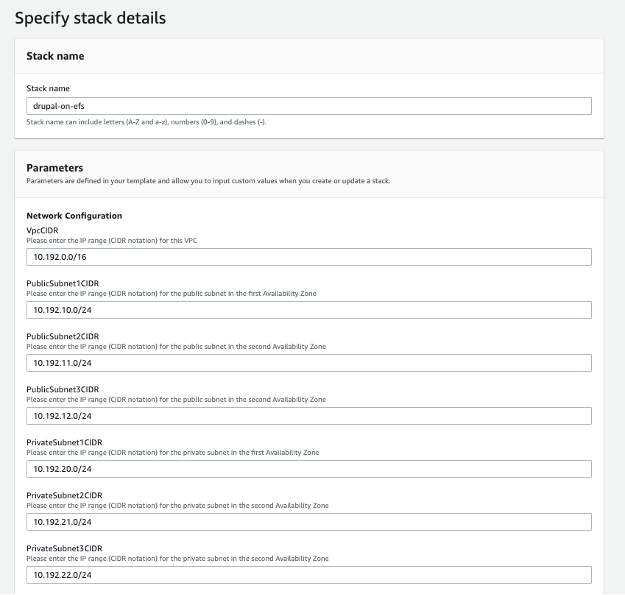 Specify stack details
Stack name
Stack name
drupal-on-efs
Stack name can include letters (A-Z and a-z), numbers (0-9), and dashes (-).
Parameters
Parameters are defined in your template and allow you to input custom values when you create or update a stack.
Network Configuration
VpcCIDR
Please enter the IP range (CIDR notation) for this VPC
10.192.0.0/16
PublicSubnet1CIDR
Please enter the IP range (CIDR notation) for the public subnet in the first Availability Zone
10.192.10.0/24
PublicSubnet2CIDR
Please enter the IP range (CIDR notation) for the public subnet in the second Availability Zone
10.192.11.0/24
PublicSubnet3CIDR
Please enter the IP range (CIDR notation) for the public subnet in the second Availability Zone
10.192.12.0/24
PrivateSubnet1CIDR
Please enter the IP range (CIDR notation) for the private subnet in the first Availability Zone
10.192.20.0/24
PrivateSubnet2CIDR
Please enter the IP range (CIDR notation) for the private subnet in the second Availability Zone
10.192.21.0/24
PrivateSubnet3CIDR
Please enter the IP range (CIDR notation) for the private subnet in the second Availability Zone
10.192.22.0/24